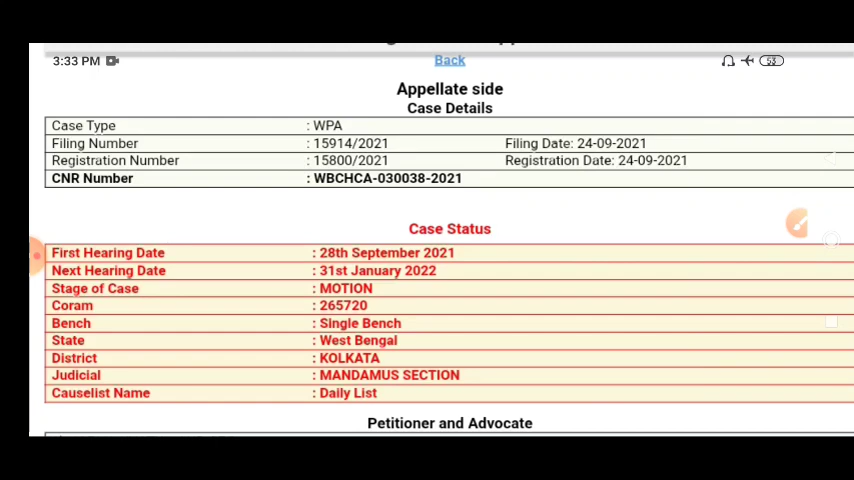 3:33 PM
Back
53
Appellate side
Case Details
Case Type : WPA
Filing Number : 15914/2021 Filing Date: 24-09-2021
Registration Number : 15800/2021 Registration Date: 24-09-2021
CNR Number : WBCHCA-030038-2021
Case Status
First Hearing Date : 28th September 2021
Next Hearing Date : 31st January 2022
Stage of Case : MOTION
Coram : 265720
Bench : Single Bench
State : West Bengal
District : KOLKATA
Judicial : MANDAMUS SECTION
Causelist Name : Daily List
Petitioner and Advocate